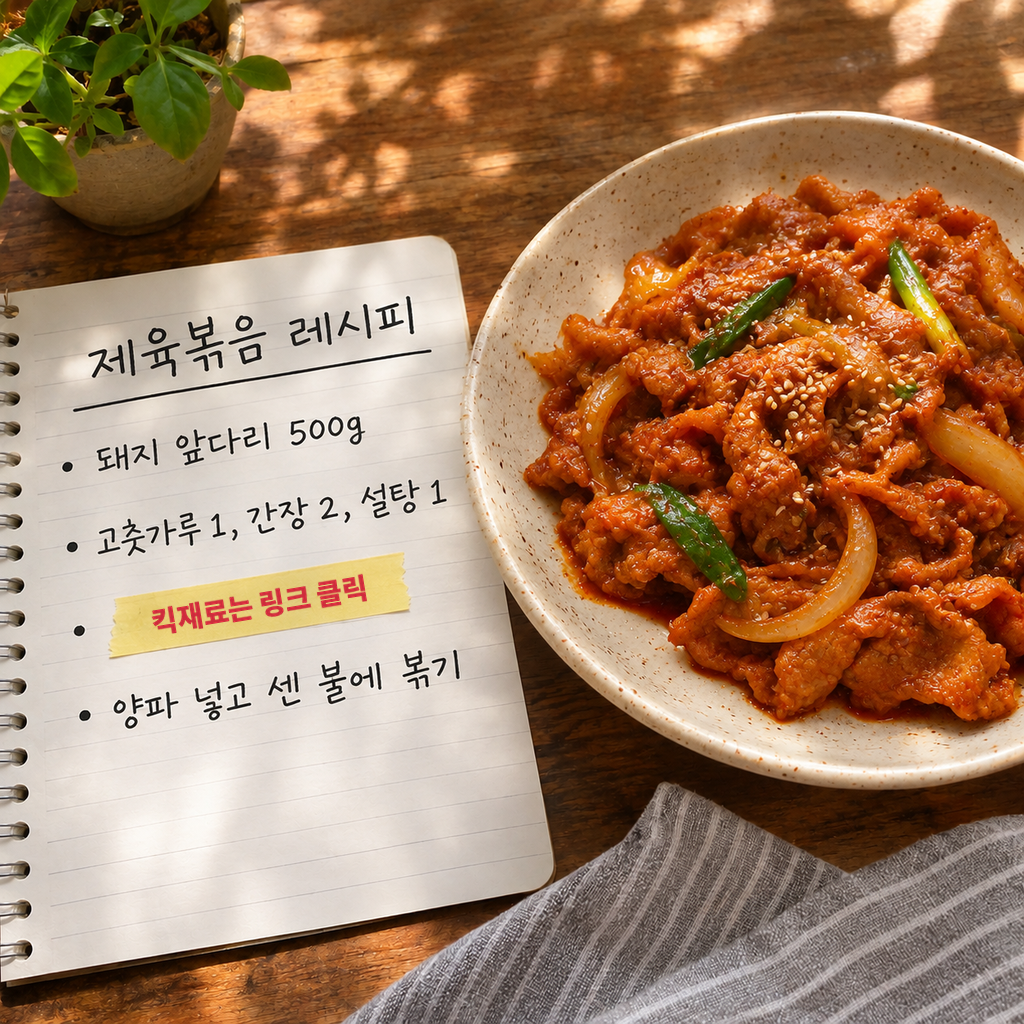 제육볶음 레시피
• 돼지 앞다리 500g
• 고춧가루 1, 간장 2, 설탕 1
• 킥재료는 링크 클릭
• 양파 넣고 센 불에 볶기